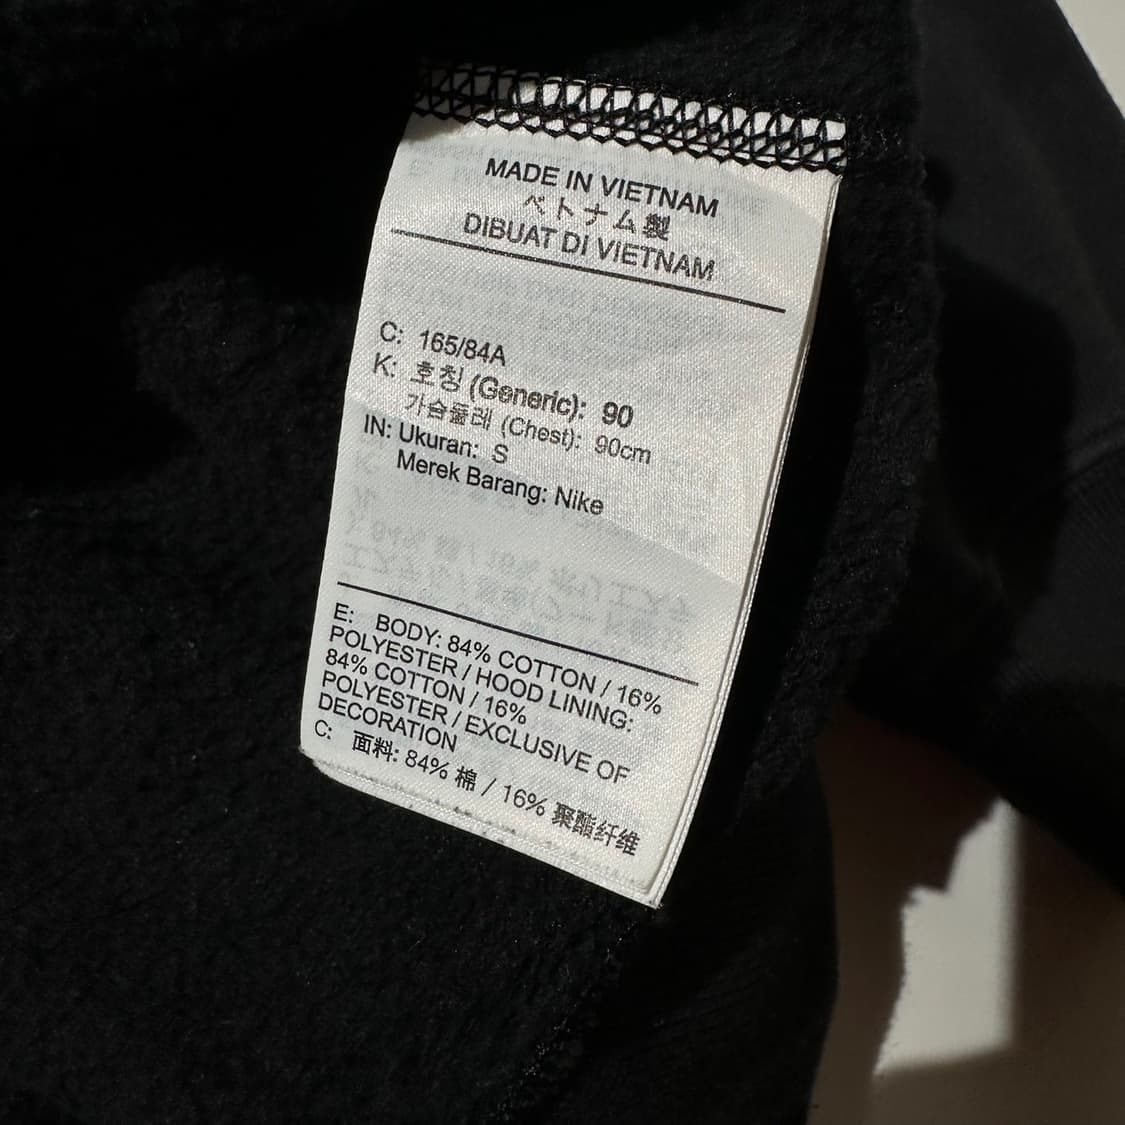 MADE IN VIETNAM
ベトナム製
DIBUAT DI VIETNAM
C: 165/84A
K: 호칭 (Generic): 90
가슴둘레 (Chest): 90cm
IN: Ukuran: S
Merek Barang: Nike
E: BODY: 84% COTTON / 16%
POLYESTER / HOOD LINING:
84% COTTON / 16%
POLYESTER / EXCLUSIVE OF
DECORATION
C: 面料: 84% 棉 / 16% 聚酯纤维